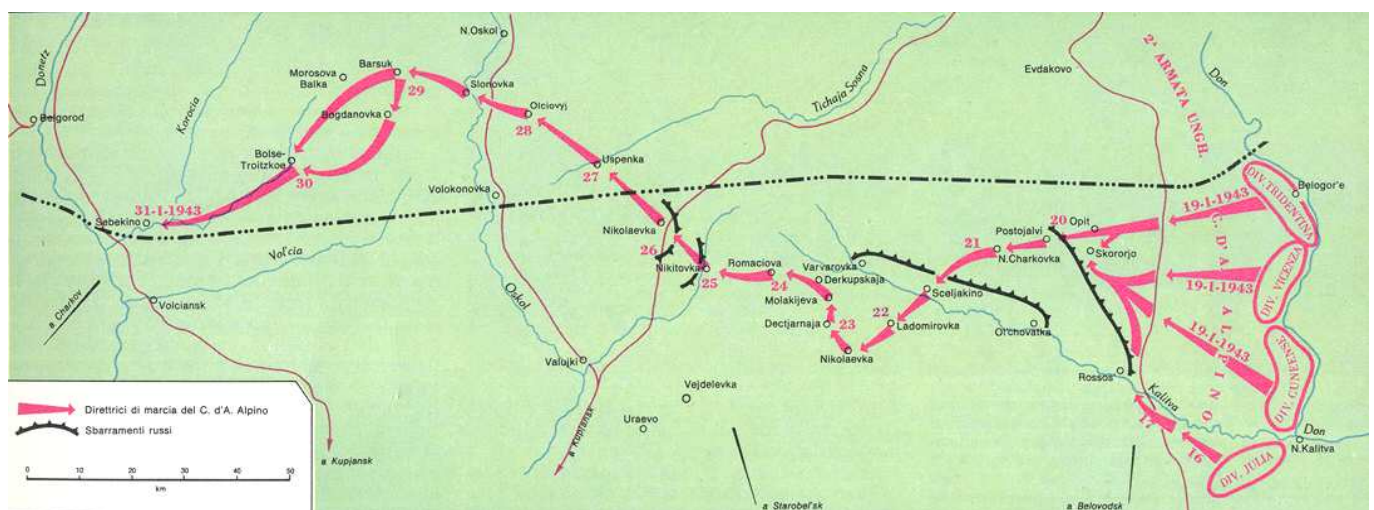 N.Oskol
Donetz
Belgorod
Korocia
Morosova
Balka
Barsuk
29
Bogdanovka
Slonovka
Olciovyj
28
Tichaja Sosna
Evdakovo
2ª ARMATA UNGH.
Don
Bolse-
Troitzkoe
30
Uspenka
27
Volokonovka
31-I-1943
Sebekino
Vol'cia
Nikolaevka
26
Nikitovka
25
Romaciova
24
Varvarovka
Derkupskaja
Molakijeva
Dectjarnaja
23
Nikolaevka
22
Ladomirovka
Sceljakino
21
N.Charkovka
Postojalvi
20
Opit
Skororjo
19-1-1943
19-1-1943
19-1-1943
C. D'A. ALPINO
DIV. TRIDENTINA
Belogor'e
DIV. VICENZA
DIV. CUNEENSE
DIV. JULIA
Ol'chovatka
Rossos
Kalitva
17
16
Don
N.Kalitva
a Charkov
Volciansk
Oskol
Valujki
Vejdelevka
Uraevo
a Kupjansk
a Kupjansk
a Starobel'sk
a Belovodsk
Direttrici di marcia del C. d'A. Alpino
Sbarramenti russi
0 10 20 30 40 50
km